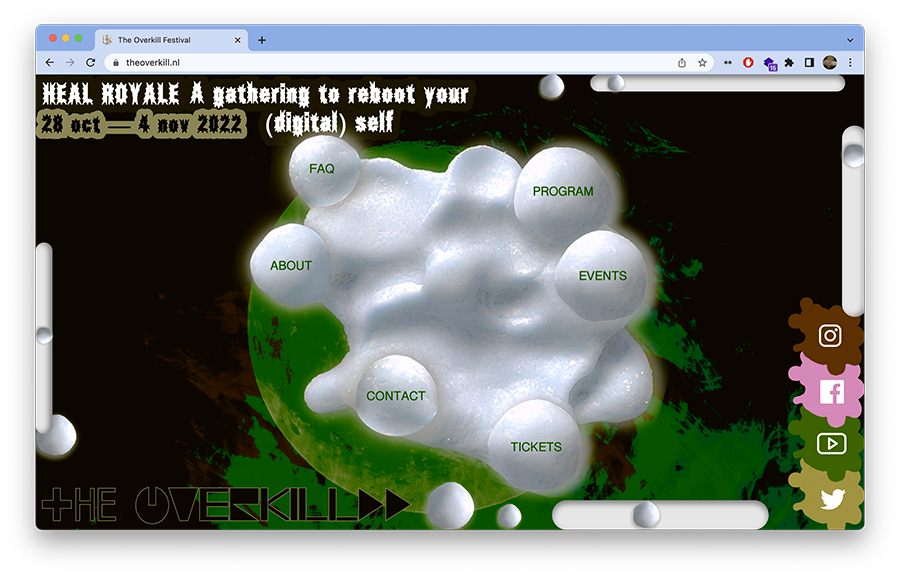 The Overkill Festival
theoverkill.nl
15
HEAL ROYALE A gathering to reboot your
28 oct — 4 nov 2022 (digital) self
FAQ
PROGRAM
ABOUT
EVENTS
CONTACT
TICKETS
THE OVERKILL